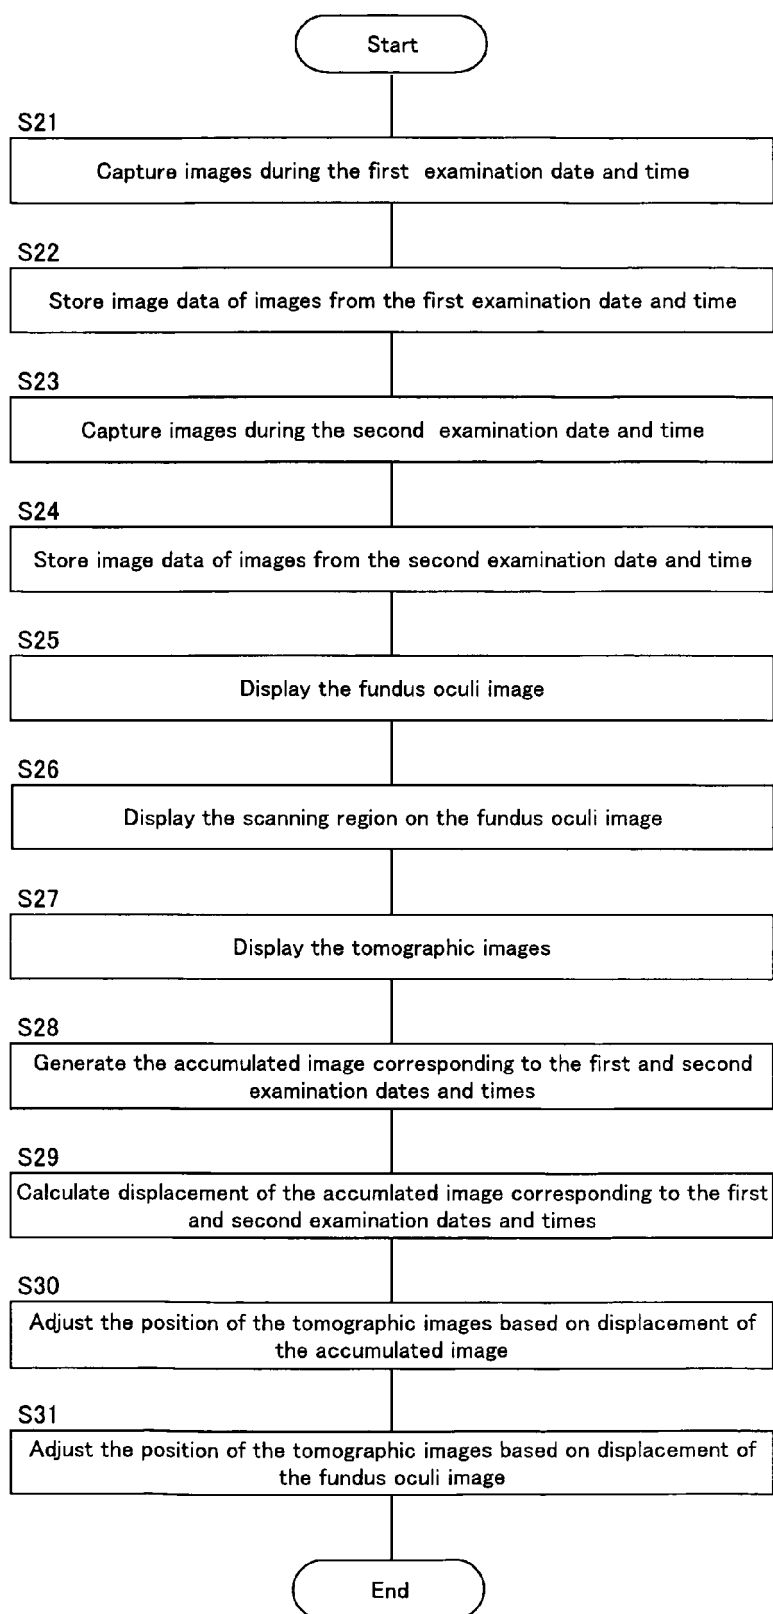 Start
S21
Capture images during the first examination date and time
S22
Store image data of images from the first examination date and time
S23
Capture images during the second examination date and time
S24
Store image data of images from the second examination date and time
S25
Display the fundus oculi image
S26
Display the scanning region on the fundus oculi image
S27
Display the tomographic images
S28
Generate the accumulated image corresponding to the first and second
examination dates and times
S29
Calculate displacement of the accumlated image corresponding to the first
and second examination dates and times
S30
Adjust the position of the tomographic images based on displacement of
the accumulated image
S31
Adjust the position of the tomographic images based on displacement of
the fundus oculi image
End